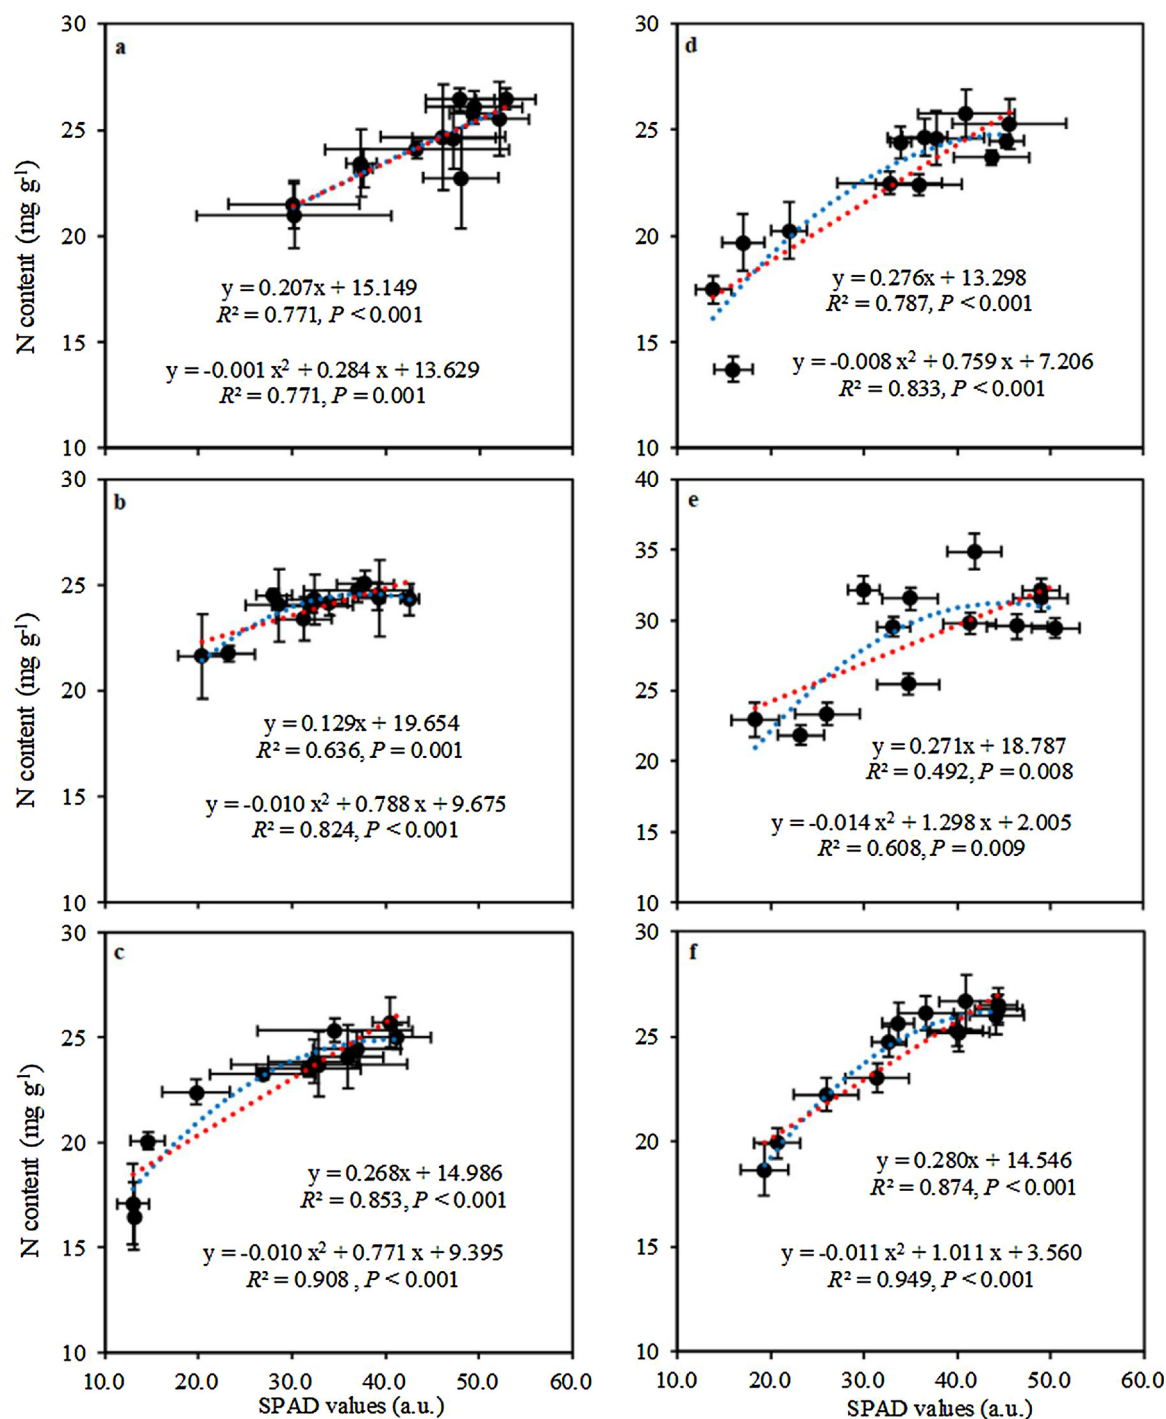 a
30
25
20
15
10
N content (mg g⁻¹)
y = 0.207x + 15.149
R² = 0.771, P < 0.001
y = -0.001 x² + 0.284 x + 13.629
R² = 0.771, P = 0.001
d
30
25
20
15
10
y = 0.276x + 13.298
R² = 0.787, P < 0.001
y = -0.008 x² + 0.759 x + 7.206
R² = 0.833, P < 0.001
b
30
25
20
15
10
N content (mg g⁻¹)
y = 0.129x + 19.654
R² = 0.636, P = 0.001
y = -0.010 x² + 0.788 x + 9.675
R² = 0.824, P < 0.001
e
40
35
30
25
20
15
10
y = 0.271x + 18.787
R² = 0.492, P = 0.008
y = -0.014 x² + 1.298 x + 2.005
R² = 0.608, P = 0.009
c
30
25
20
15
10
N content (mg g⁻¹)
y = 0.268x + 14.986
R² = 0.853, P < 0.001
y = -0.010 x² + 0.771 x + 9.395
R² = 0.908 , P < 0.001
10.0 20.0 30.0 40.0 50.0 60.0
SPAD values (a.u.)
f
30
25
20
15
10
y = 0.280x + 14.546
R² = 0.874, P < 0.001
y = -0.011 x² + 1.011 x + 3.560
R² = 0.949, P < 0.001
10.0 20.0 30.0 40.0 50.0 60.0
SPAD values (a.u.)